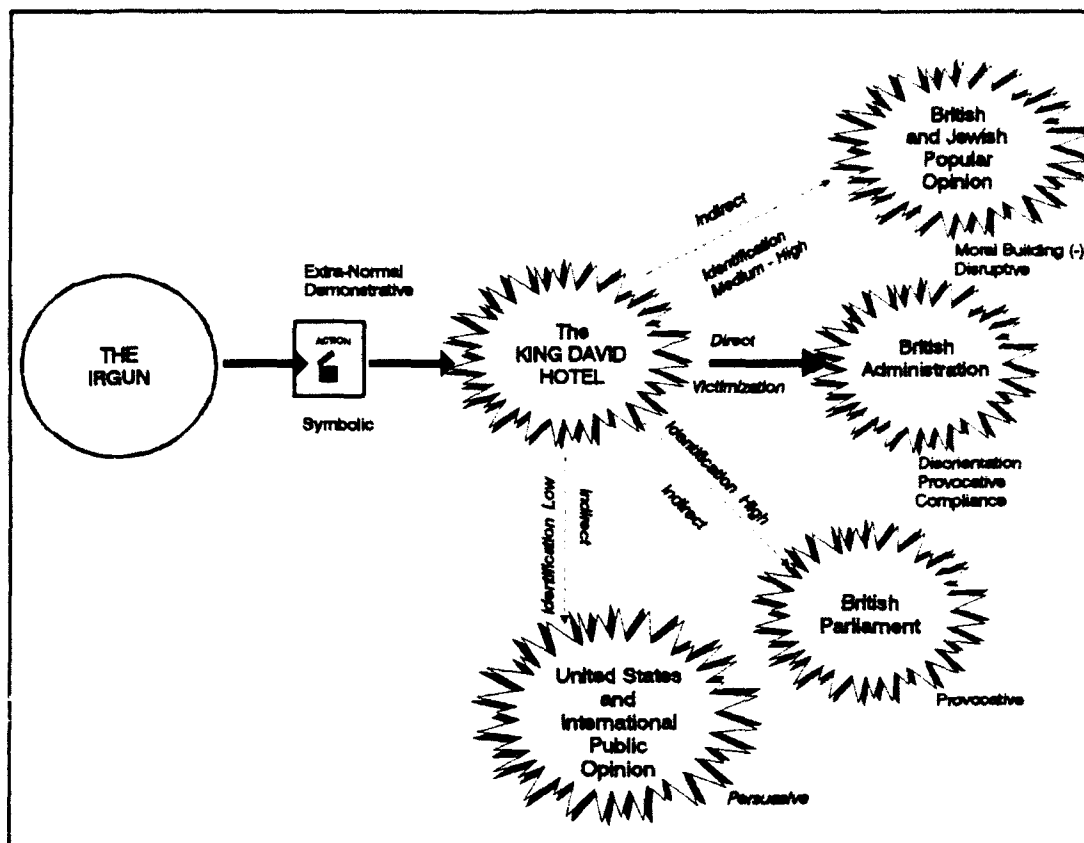 THE
IRGUN
Extra-Normal
Demonstrative
ACTION
Symbolic
The
KING DAVID
HOTEL
Indirect
Identification
Medium - High
British
and Jewish
Popular
Opinion
Moral Building (-)
Disruptive
Direct
Victimization
British
Administration
Disorientation
Provocative
Compliance
Identification High
Indirect
British
Parliament
Provocative
Identification Low
Indirect
United States
and
International
Public
Opinion
Persuasive